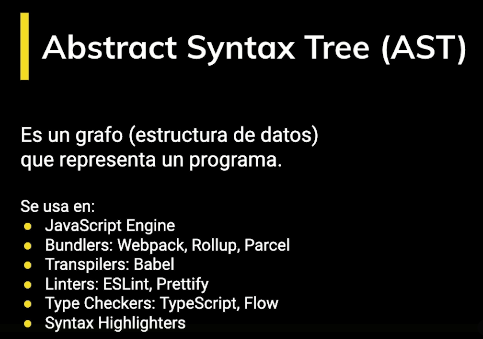 Abstract Syntax Tree (AST)
Es un grafo (estructura de datos)
que representa un programa.
Se usa en:
● JavaScript Engine
● Bundlers: Webpack, Rollup, Parcel
● Transpilers: Babel
● Linters: ESLint, Prettify
● Type Checkers: TypeScript, Flow
● Syntax Highlighters